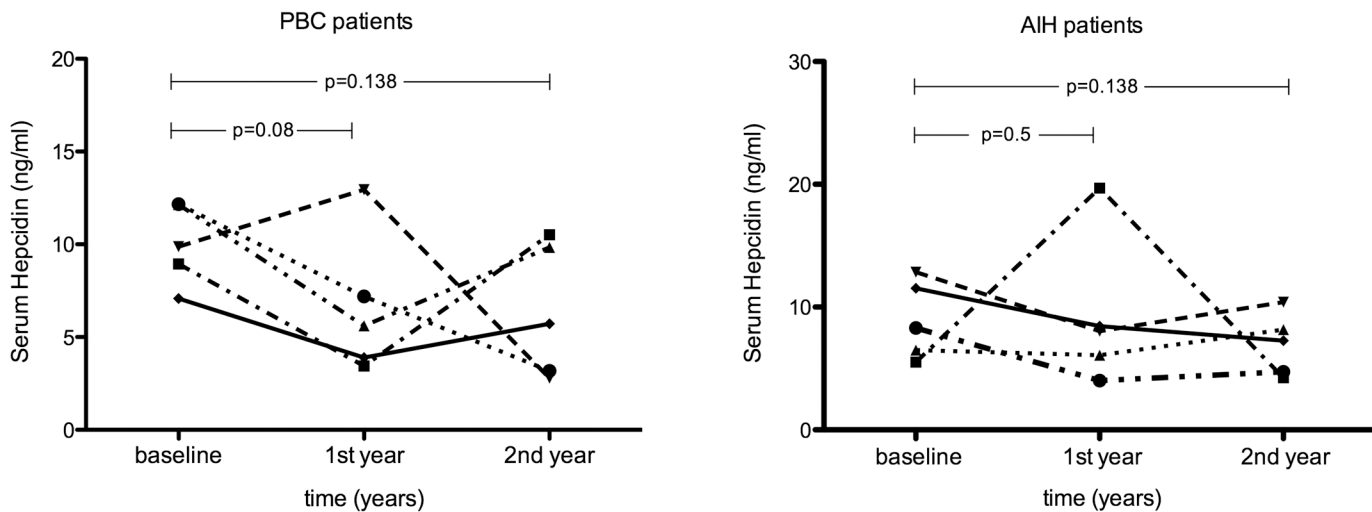 PBC patients
20
15
10
5
0
Serum Hepcidin (ng/ml)
p=0.138
p=0.08
baseline
1st year
2nd year
time (years)
AIH patients
30
20
10
0
Serum Hepcidin (ng/ml)
p=0.138
p=0.5
baseline
1st year
2nd year
time (years)